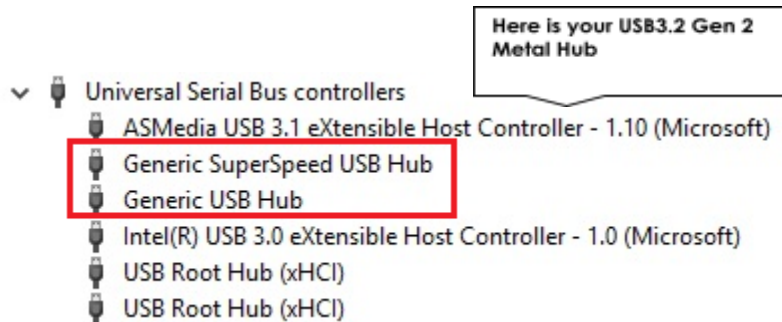 Here is your USB3.2 Gen 2
Metal Hub
Universal Serial Bus controllers
ASMedia USB 3.1 eXtensible Host Controller - 1.10 (Microsoft)
Generic SuperSpeed USB Hub
Generic USB Hub
Intel(R) USB 3.0 eXtensible Host Controller - 1.0 (Microsoft)
USB Root Hub (xHCI)
USB Root Hub (xHCI)